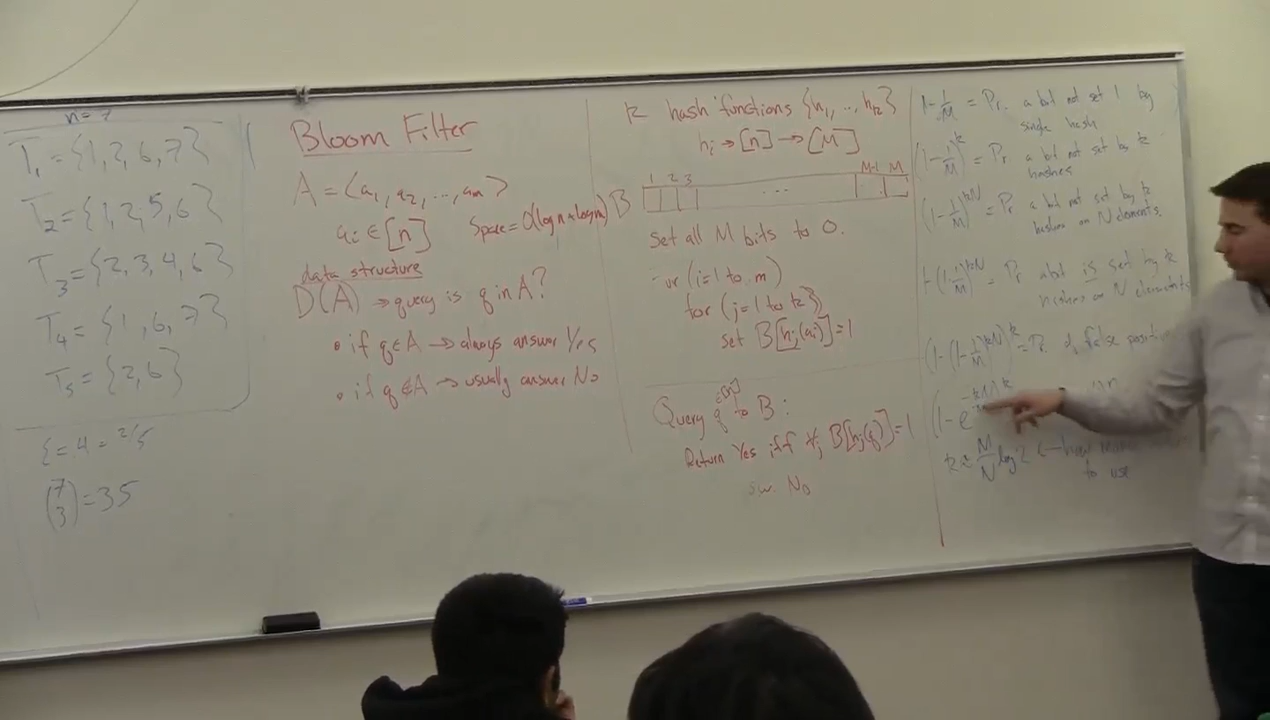 n=7
T₁ = {1,2,6,7}
T₂ = {1,2,5,6}
T₃ = {2,3,4,6}
T₄ = {1,6,7}
T₅ = {2,6}
{=4=2/5
(7 3) = 35
Bloom Filter
A = <a₁, a₂, ..., aₘ>
aᵢ ∈ [n]
Space = O(log n + log m)
data structure
D(A) → query is q in A?
• if q∈A → always answer Yes
• if q∉A → usually answer No
k hash functions {h₁, .., hₖ}
hᵢ → [n] → [M]
1 2 3 M-1 M
B ...
Set all M bits to 0.
for (i=1 to m)
for (j=1 to k)
set B[hⱼ(aᵢ)] = 1
Query q ∈[n] to B:
Return Yes iff ∀ⱼ B[hⱼ(q)] = 1
No
1-1/M = Pr. a bit not set 1 by
single hash
(1-1/M)^k = Pr a bit not set by k
hashes
(1-1/M)^kN = Pr a bit not set by k
hashes on N elements.
1-(1-1/M)^kN = Pr a bit is set by k
hashes on N elements
(1-(1-1/M)^kN)^k = Pr of false positive
(1-e
k ≈ M/N log 2 ← how many
to use